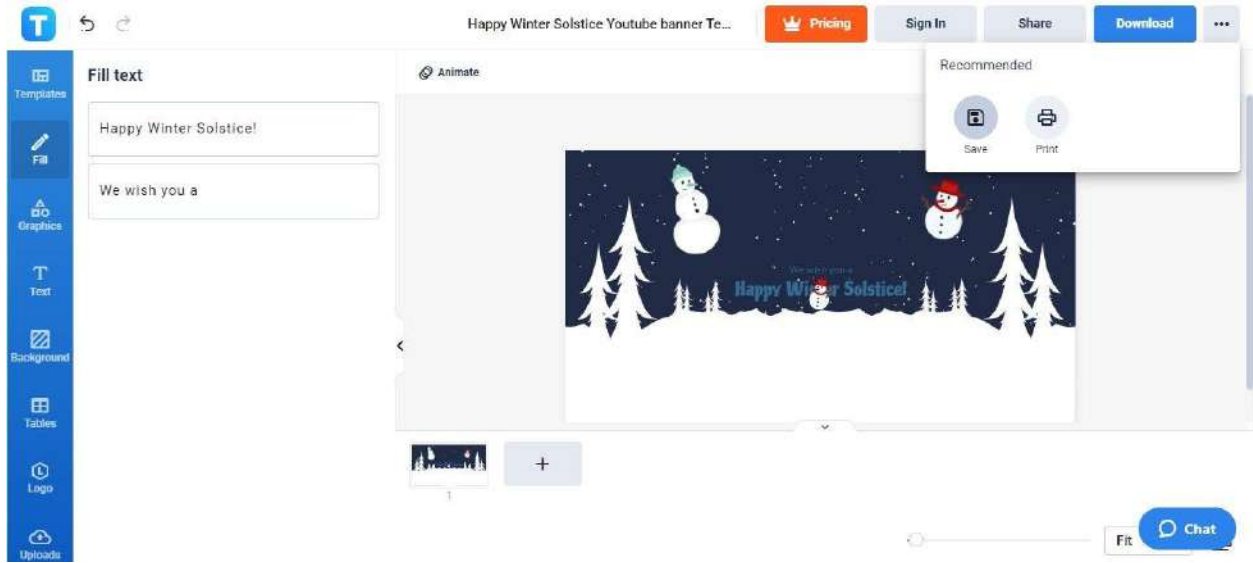 T
Happy Winter Solstice Youtube banner Te...
Pricing
Sign In
Share
Download
Templates
Fill
Graphics
Text
Background
Tables
Logo
Uploads
Fill text
Happy Winter Solstice!
We wish you a
Animate
Recommended
Save
Print
We wish you a
Happy Winter Solstice!
1
Fit
Chat